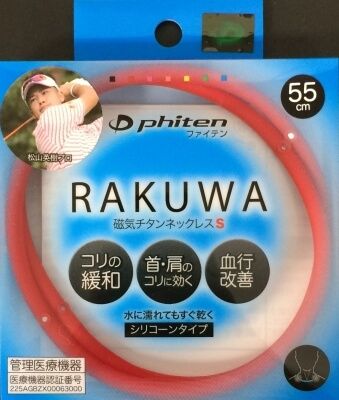 55
cm
phiten
ファイテン
松山英樹プロ
RAKUWA
磁気チタンネックレスS
コリの
緩和
首・肩の
コリに効く
血行
改善
水に濡れてもすぐ乾く
シリコーンタイプ
管理医療機器
医療機器認証番号
225AGBZX00063000